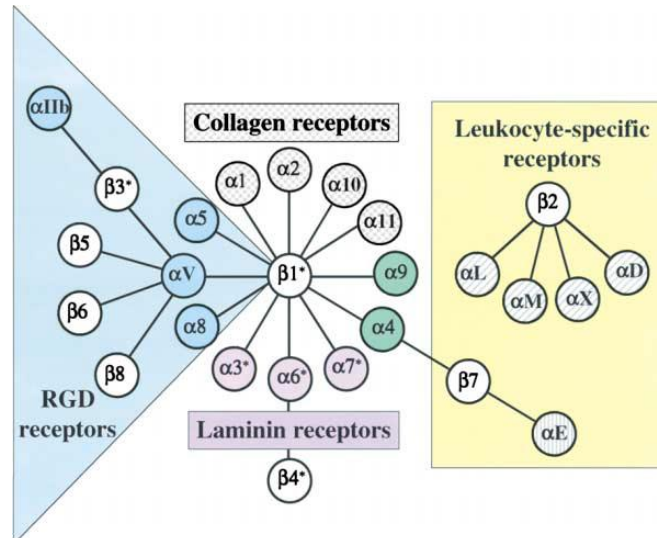 αIIb
Collagen receptors
Leukocyte-specific
receptors
α1
α2
α10
β3*
α5
α11
β2
β5
αV
β1*
α9
αL
αM
αX
αD
β6
α8
α4
β8
α3*
α6*
α7*
β7
RGD
receptors
Laminin receptors
αE
β4*